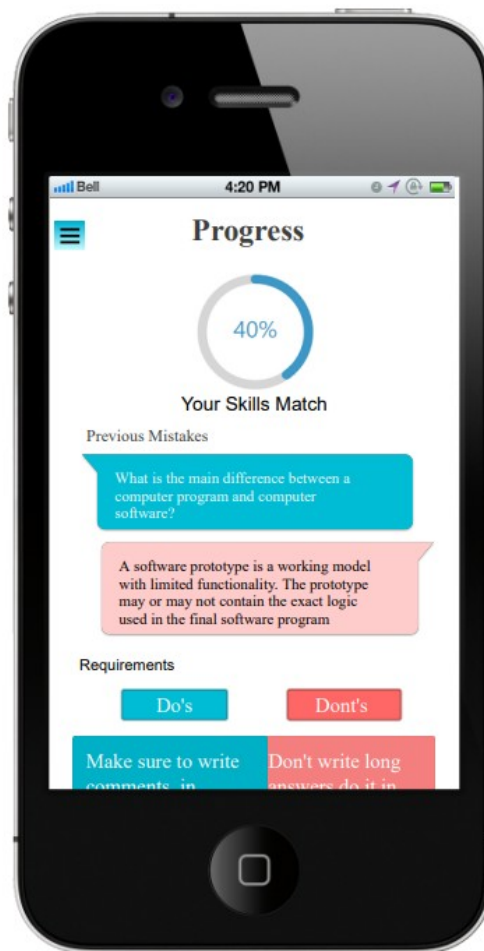 Bell 4:20 PM
Progress
40%
Your Skills Match
Previous Mistakes
What is the main difference between a
computer program and computer
software?
A software prototype is a working model
with limited functionality. The prototype
may or may not contain the exact logic
used in the final software program
Requirements
Do's Dont's
Make sure to write Don't write long
comments, in answers do it in